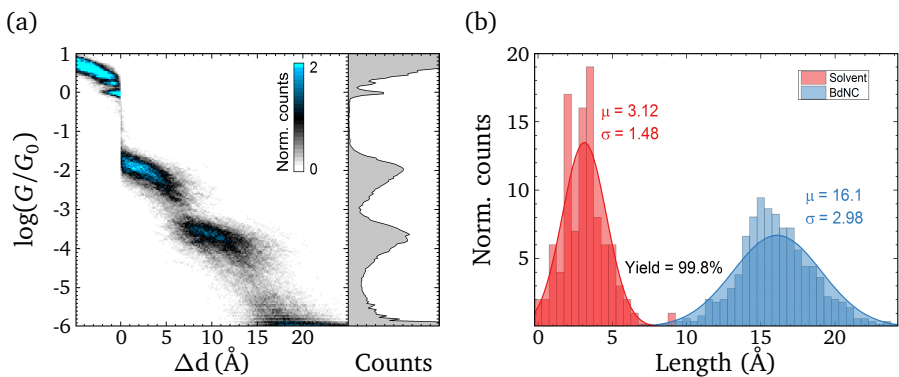 (a)
1
0
-1
-2
-3
-4
-5
-6
log(G/G0)
0
5
10
15
20
Δd (Å)
Counts
2
0
Norm. counts
(b)
20
15
10
5
Norm. counts
0
5
10
15
20
Length (Å)
Solvent
BdNC
μ = 3.12
σ = 1.48
μ = 16.1
σ = 2.98
Yield = 99.8%